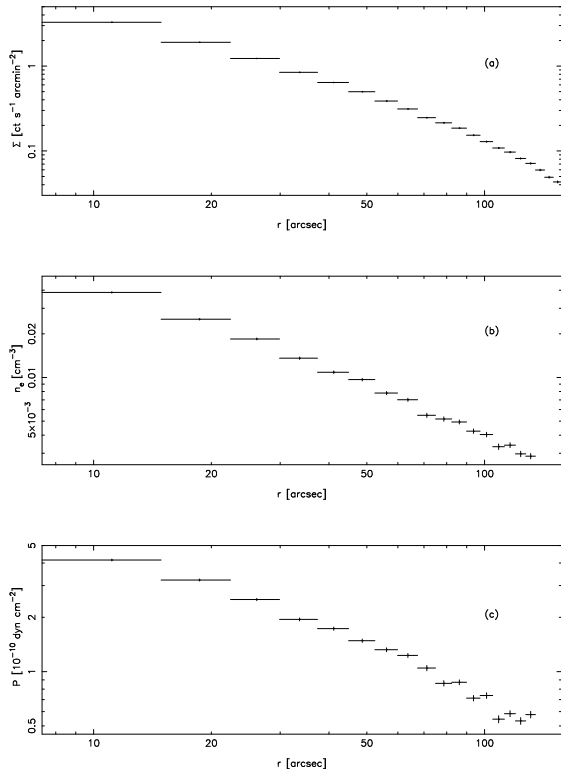 1
0.1
Σ [ct s⁻¹ arcmin⁻²]
(a)
10 20 50 100
r [arcsec]
0.02
0.01
5×10⁻³
nₑ [cm⁻³]
(b)
10 20 50 100
r [arcsec]
5
2
1
0.5
P [10⁻¹⁰ dyn cm⁻²]
(c)
10 20 50 100
r [arcsec]